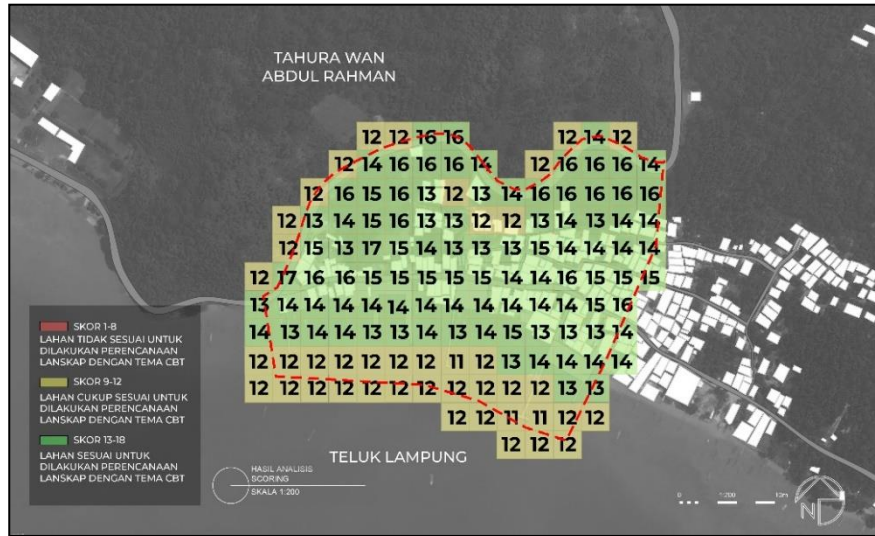 TAHURA WAN
ABDUL RAHMAN
12 12 16 16 12 14 12
12 14 16 16 16 14 12 16 16 16 14
12 16 15 16 13 12 13 14 16 16 16 16 16
12 13 14 15 16 13 13 12 12 13 14 13 14 14
12 15 13 17 15 14 13 13 13 15 14 14 14 14
12 17 16 16 15 15 15 15 15 14 14 16 15 15 15
13 14 14 14 14 14 14 14 14 14 14 14 15 16
14 13 14 14 13 13 14 13 14 15 13 13 13 14
12 12 12 12 12 12 11 12 13 14 14 14 14
12 12 12 12 12 12 12 12 12 12 12 13 13
12 12 11 11 12 12
12 12 12
SKOR 1-8
LAHAN TIDAK SESUAI UNTUK
DILAKUKAN PERENCANAAN
LANSKAP DENGAN TEMA CBT
SKOR 9-12
LAHAN CUKUP SESUAI UNTUK
DILAKUKAN PERENCANAAN
LANSKAP DENGAN TEMA CBT
SKOR 13-18
LAHAN SESUAI UNTUK
DILAKUKAN PERENCANAAN
LANSKAP DENGAN TEMA CBT
TELUK LAMPUNG
HASIL ANALISIS
SCORING
SKALA 1:200
0 1:200 10m
N